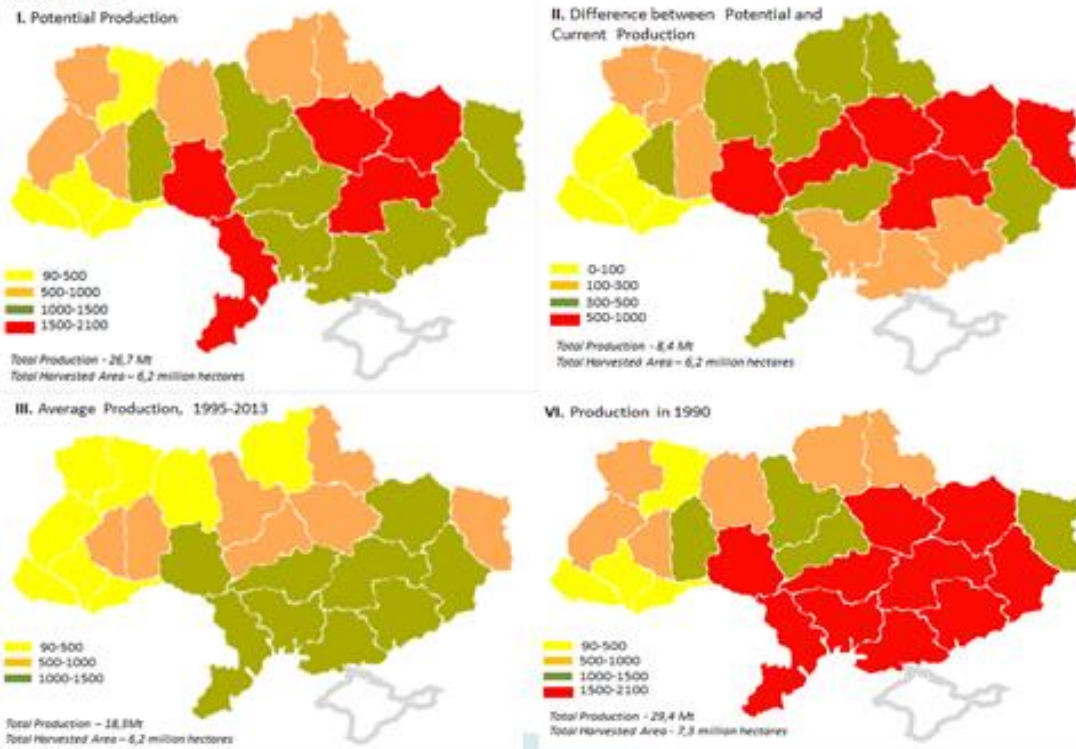 I. Potential Production
90-500
500-1000
1000-1500
1500-2100
Total Production - 26,7 Mt
Total Harvested Area – 6,2 million hectares
II. Difference between Potential and
Current Production
0-100
100-300
300-500
500-1000
Total Production - 8,4 Mt
Total Harvested Area – 6,2 million hectares
III. Average Production, 1995-2013
90-500
500-1000
1000-1500
Total Production – 18,3Mt
Total Harvested Area – 6,2 million hectares
VI. Production in 1990
90-500
500-1000
1000-1500
1500-2100
Total Production - 29,4 Mt
Total Harvested Area - 7,5 million hectares